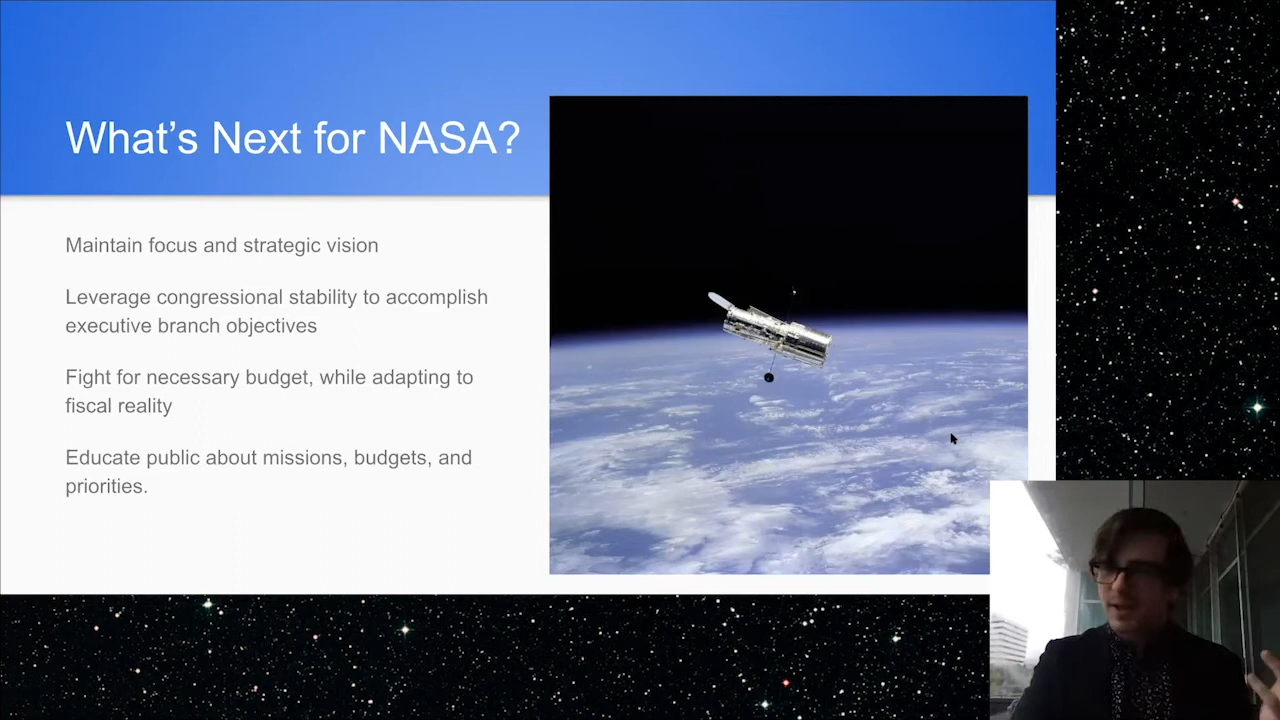 What’s Next for NASA?
Maintain focus and strategic vision
Leverage congressional stability to accomplish
executive branch objectives
Fight for necessary budget, while adapting to
fiscal reality
Educate public about missions, budgets, and
priorities.